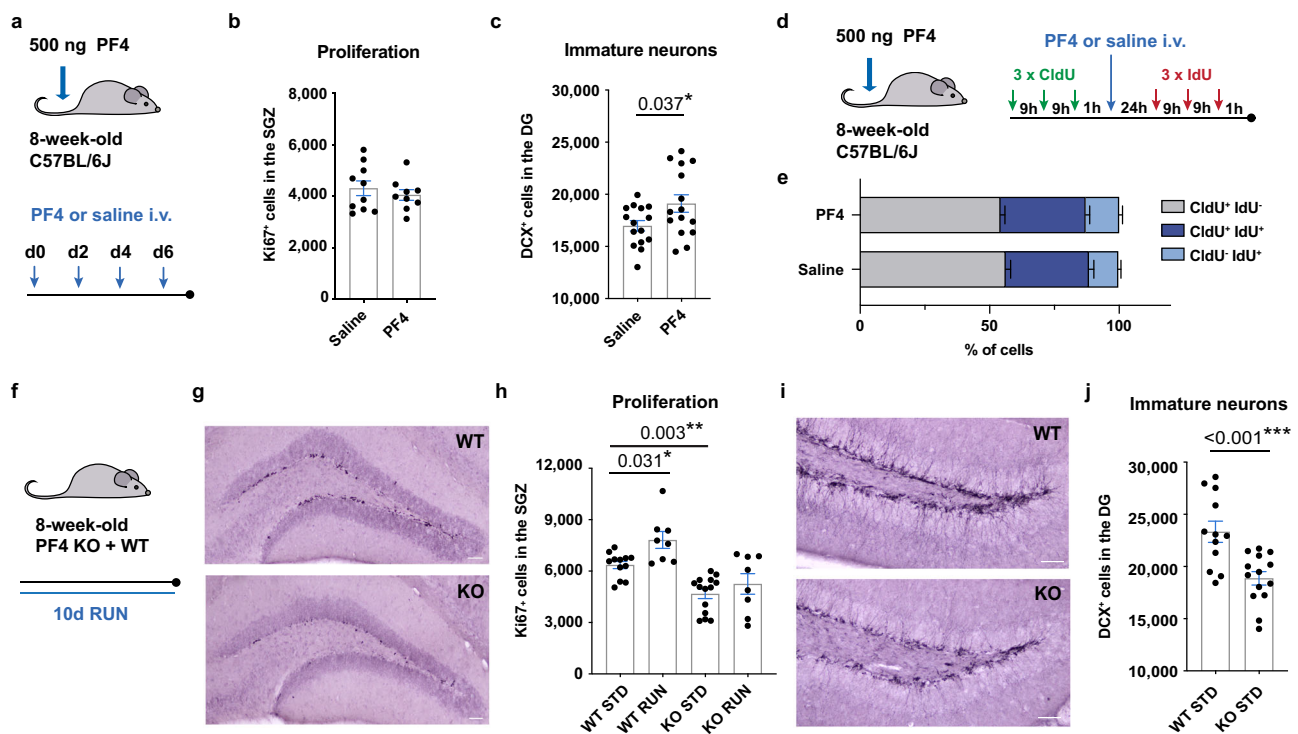 a
500 ng PF4
8-week-old
C57BL/6J
PF4 or saline i.v.
d0 d2 d4 d6
b
Proliferation
Ki67⁺ cells in the SGZ
8,000
6,000
4,000
2,000
0
Saline
PF4
c
Immature neurons
0.037*
DCX⁺ cells in the DG
30,000
25,000
20,000
15,000
10,000
Saline
PF4
d
500 ng PF4
8-week-old
C57BL/6J
PF4 or saline i.v.
3 x CldU 3 x IdU
9h 9h 1h 24h 9h 9h 1h
e
PF4
Saline
0 50 100
% of cells
CldU⁺ IdU⁻
CldU⁺ IdU⁺
CldU⁻ IdU⁺
f
8-week-old
PF4 KO + WT
10d RUN
g
WT
KO
h
Proliferation
0.003**
0.031*
Ki67₊ cells in the SGZ
12,000
9,000
6,000
3,000
0
WT STD
WT RUN
KO STD
KO RUN
i
WT
KO
j
Immature neurons
<0.001***
DCX⁺ cells in the DG
30,000
25,000
20,000
15,000
10,000
WT STD
KO STD